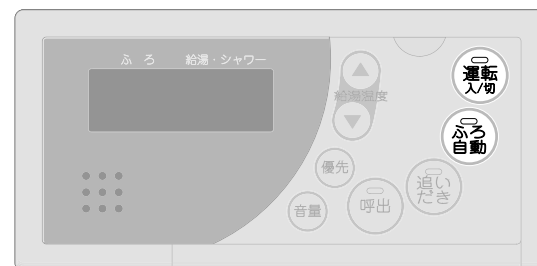 ふろ 給湯・シャワー
運転
入/切
給湯温度
ふろ
自動
優先
追い
だき
音量
呼出